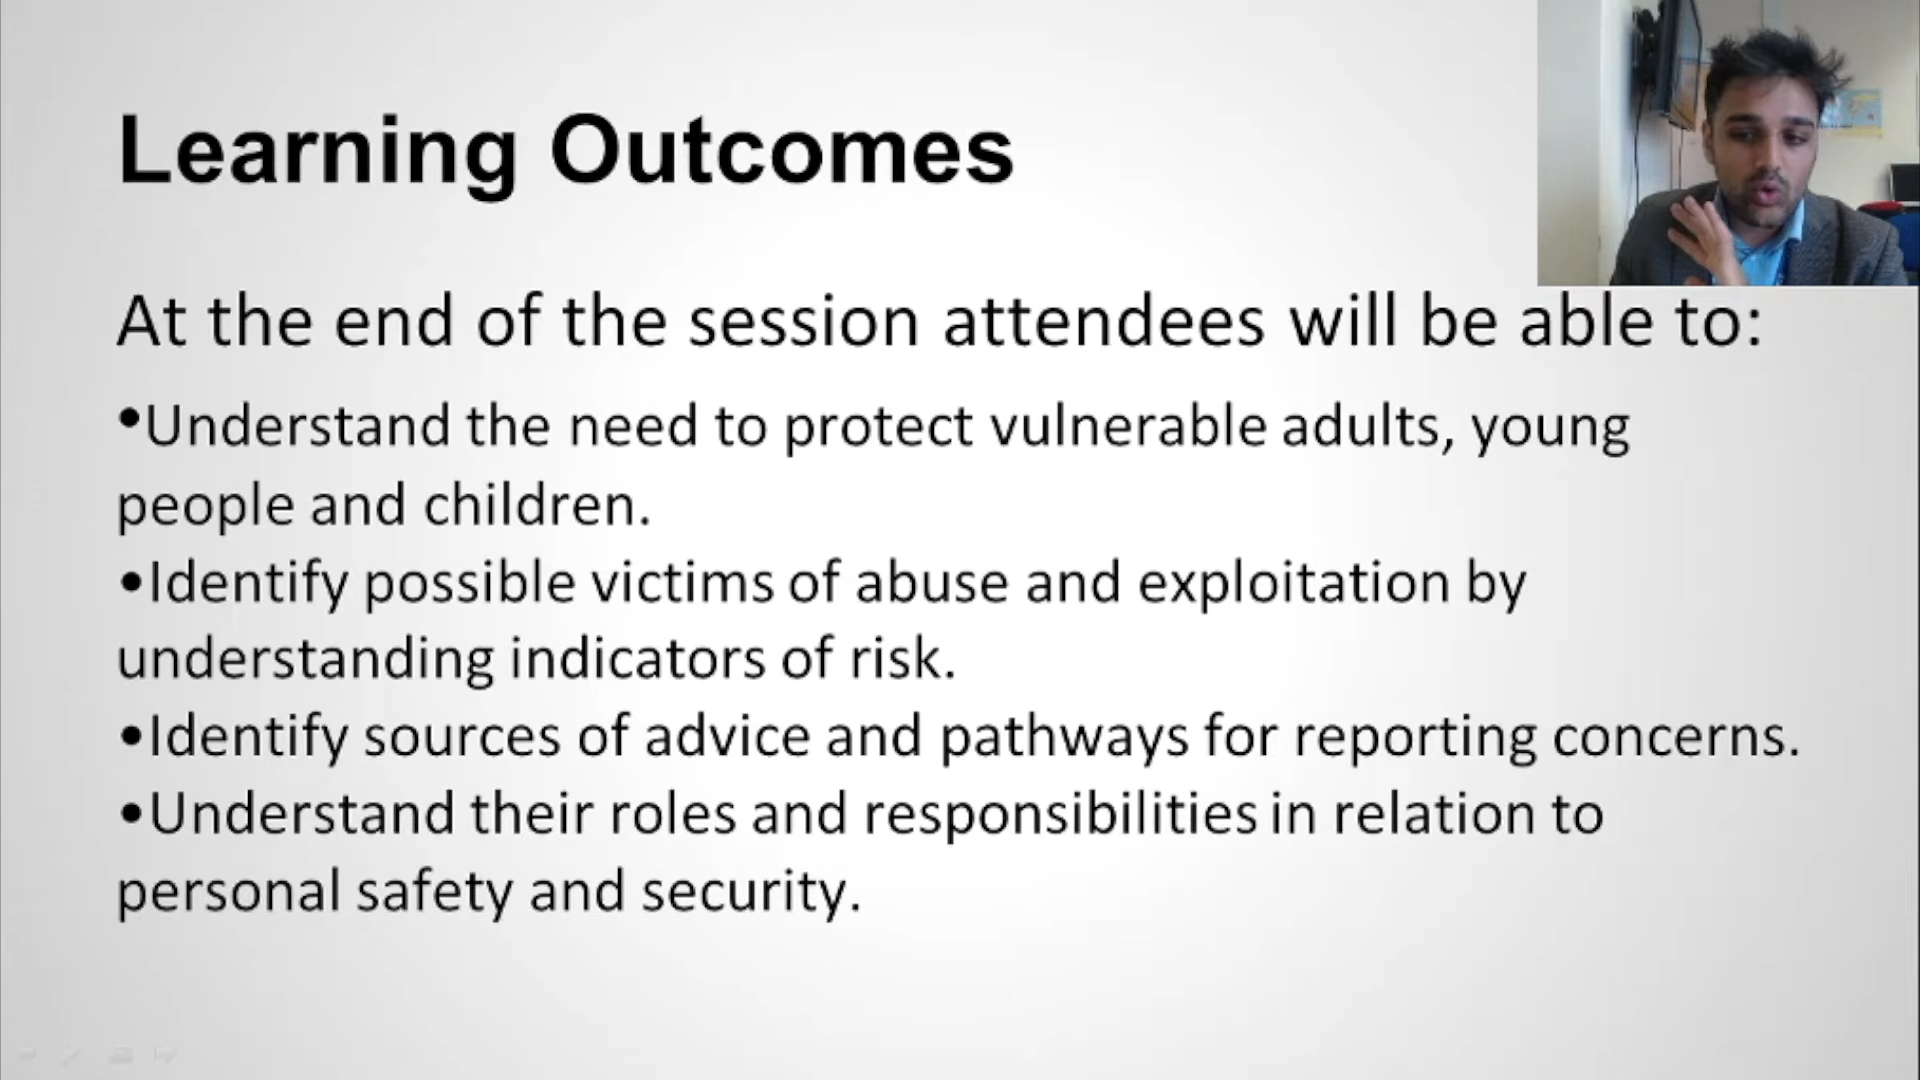 Learning Outcomes
At the end of the session attendees will be able to:
•Understand the need to protect vulnerable adults, young
people and children.
•Identify possible victims of abuse and exploitation by
understanding indicators of risk.
•Identify sources of advice and pathways for reporting concerns.
•Understand their roles and responsibilities in relation to
personal safety and security.